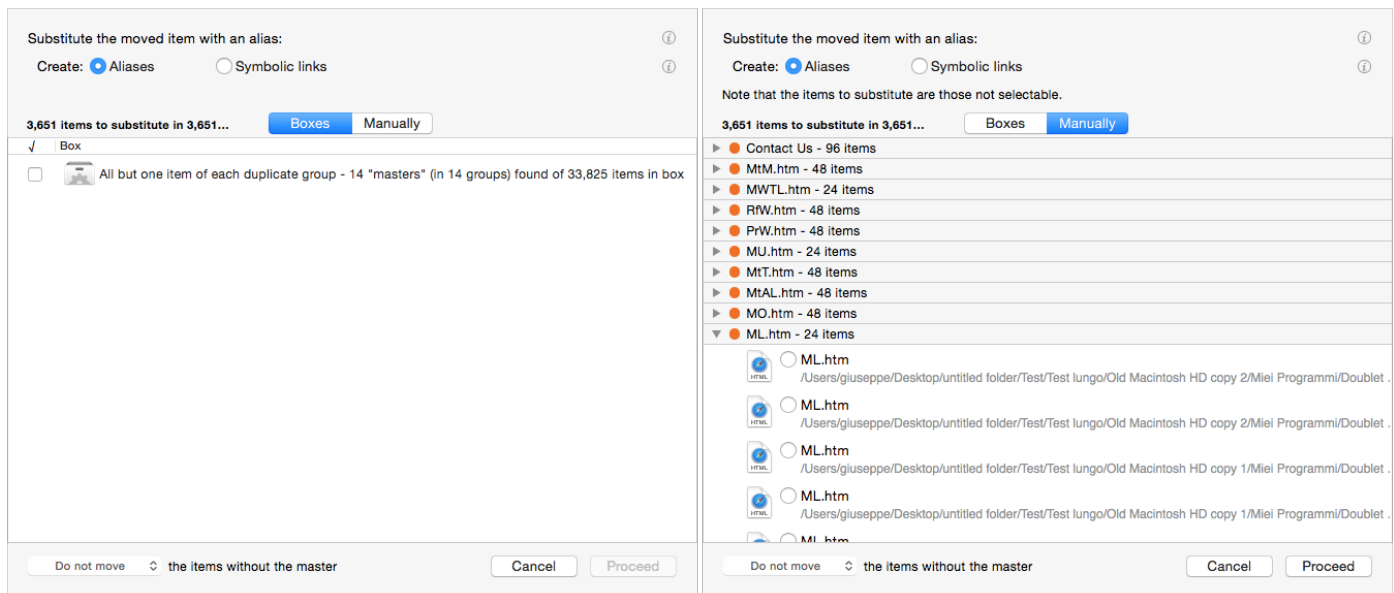 Substitute the moved item with an alias:
Create: Aliases Symbolic links
3,651 items to substitute in 3,651... Boxes Manually
√ Box
All but one item of each duplicate group - 14 "masters" (in 14 groups) found of 33,825 items in box
Do not move the items without the master Cancel Proceed
Substitute the moved item with an alias:
Create: Aliases Symbolic links
Note that the items to substitute are those not selectable.
3,651 items to substitute in 3,651... Boxes Manually
Contact Us - 96 items
MtM.htm - 48 items
MWTL.htm - 24 items
RfW.htm - 48 items
PrW.htm - 48 items
MU.htm - 24 items
MtT.htm - 48 items
MtAL.htm - 48 items
MO.htm - 48 items
ML.htm - 24 items
ML.htm
HTML /Users/giuseppe/Desktop/untitled folder/Test/Test lungo/Old Macintosh HD copy 2/Miei Programmi/Doublet .
ML.htm
HTML /Users/giuseppe/Desktop/untitled folder/Test/Test lungo/Old Macintosh HD copy 2/Miei Programmi/Doublet .
ML.htm
HTML /Users/giuseppe/Desktop/untitled folder/Test/Test lungo/Old Macintosh HD copy 1/Miei Programmi/Doublet .
ML.htm
HTML /Users/giuseppe/Desktop/untitled folder/Test/Test lungo/Old Macintosh HD copy 1/Miei Programmi/Doublet .
ML.htm
Do not move the items without the master Cancel Proceed